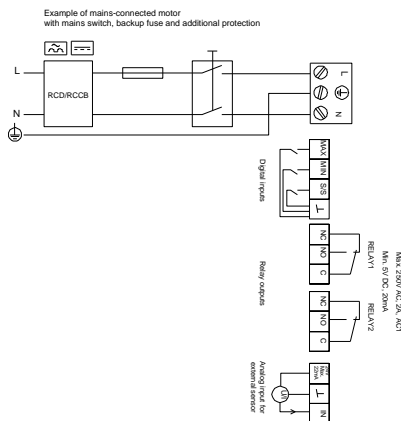 Example of mains-connected motor
with mains switch, backup fuse and additional protection
L
RCD/RCCB
N
L
N
MAX
MIN
S/S
Digital inputs
NC
NO
C
RELAY1
Relay outputs
NC
NO
C
RELAY2
Max. 250V AC, 2A, AC1
Min. 5V DC, 20mA
Max.
22mA
IN
U/I
Analog input for
external sensor